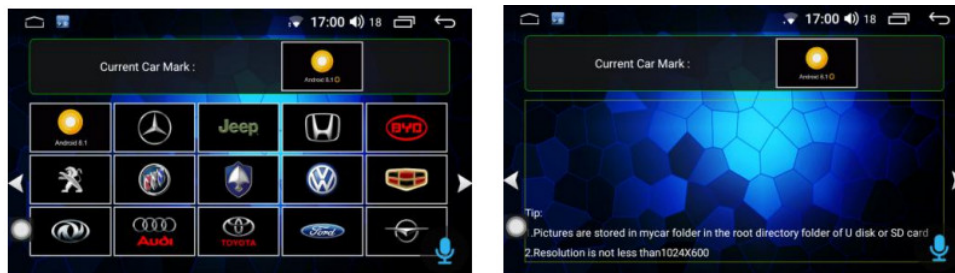 17:00 18
Current Car Mark :
Android 8.1
Android 8.1
Jeep
BYD
Audi
TOYOTA
Ford
17:00 18
Current Car Mark :
Android 8.1
Tip:
1.Pictures are stored in mycar folder in the root directory folder of U disk or SD card
2.Resolution is not less than1024X600